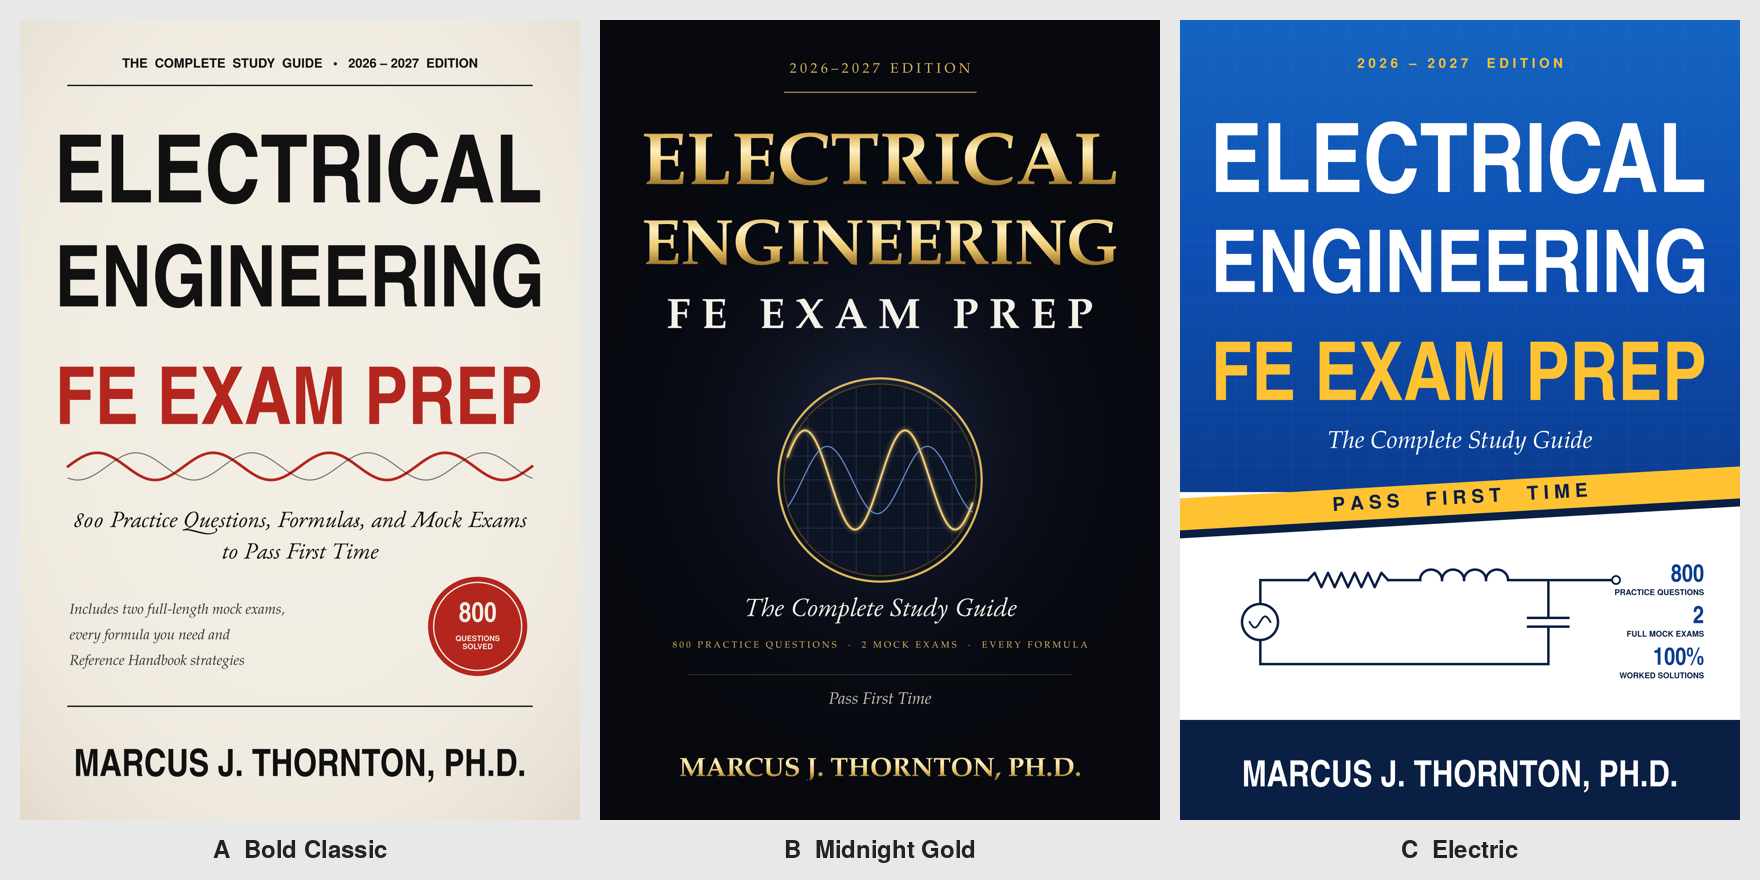 THE COMPLETE STUDY GUIDE • 2026 – 2027 EDITION
ELECTRICAL
ENGINEERING
FE EXAM PREP
800 Practice Questions, Formulas, and Mock Exams
to Pass First Time
Includes two full-length mock exams,
every formula you need and
Reference Handbook strategies
800
QUESTIONS
SOLVED
MARCUS J. THORNTON, PH.D.
A Bold Classic
2026–2027 EDITION
ELECTRICAL
ENGINEERING
FE EXAM PREP
The Complete Study Guide
800 PRACTICE QUESTIONS · 2 MOCK EXAMS · EVERY FORMULA
Pass First Time
MARCUS J. THORNTON, PH.D.
B Midnight Gold
2026 – 2027 EDITION
ELECTRICAL
ENGINEERING
FE EXAM PREP
The Complete Study Guide
PASS FIRST TIME
800
PRACTICE QUESTIONS
2
FULL MOCK EXAMS
100%
WORKED SOLUTIONS
MARCUS J. THORNTON, PH.D.
C Electric